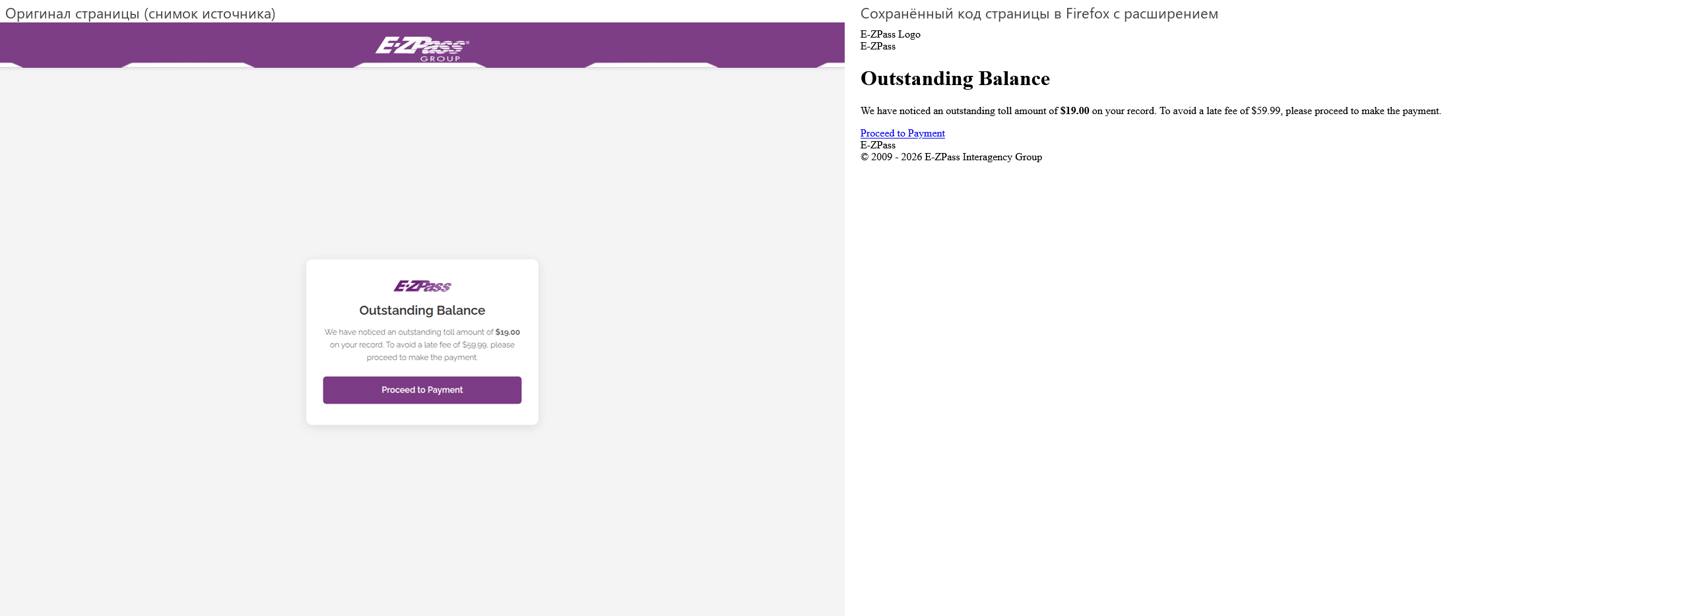 Оригинал страницы (снимок источника)
E-ZPass®
GROUP
E-ZPass
Outstanding Balance
We have noticed an outstanding toll amount of $19.00
on your record. To avoid a late fee of $59.99, please
proceed to make the payment.
Proceed to Payment
Сохранённый код страницы в Firefox с расширением
E-ZPass Logo
E-ZPass
Outstanding Balance
We have noticed an outstanding toll amount of $19.00 on your record. To avoid a late fee of $59.99, please proceed to make the payment.
Proceed to Payment
E-ZPass
© 2009 - 2026 E-ZPass Interagency Group